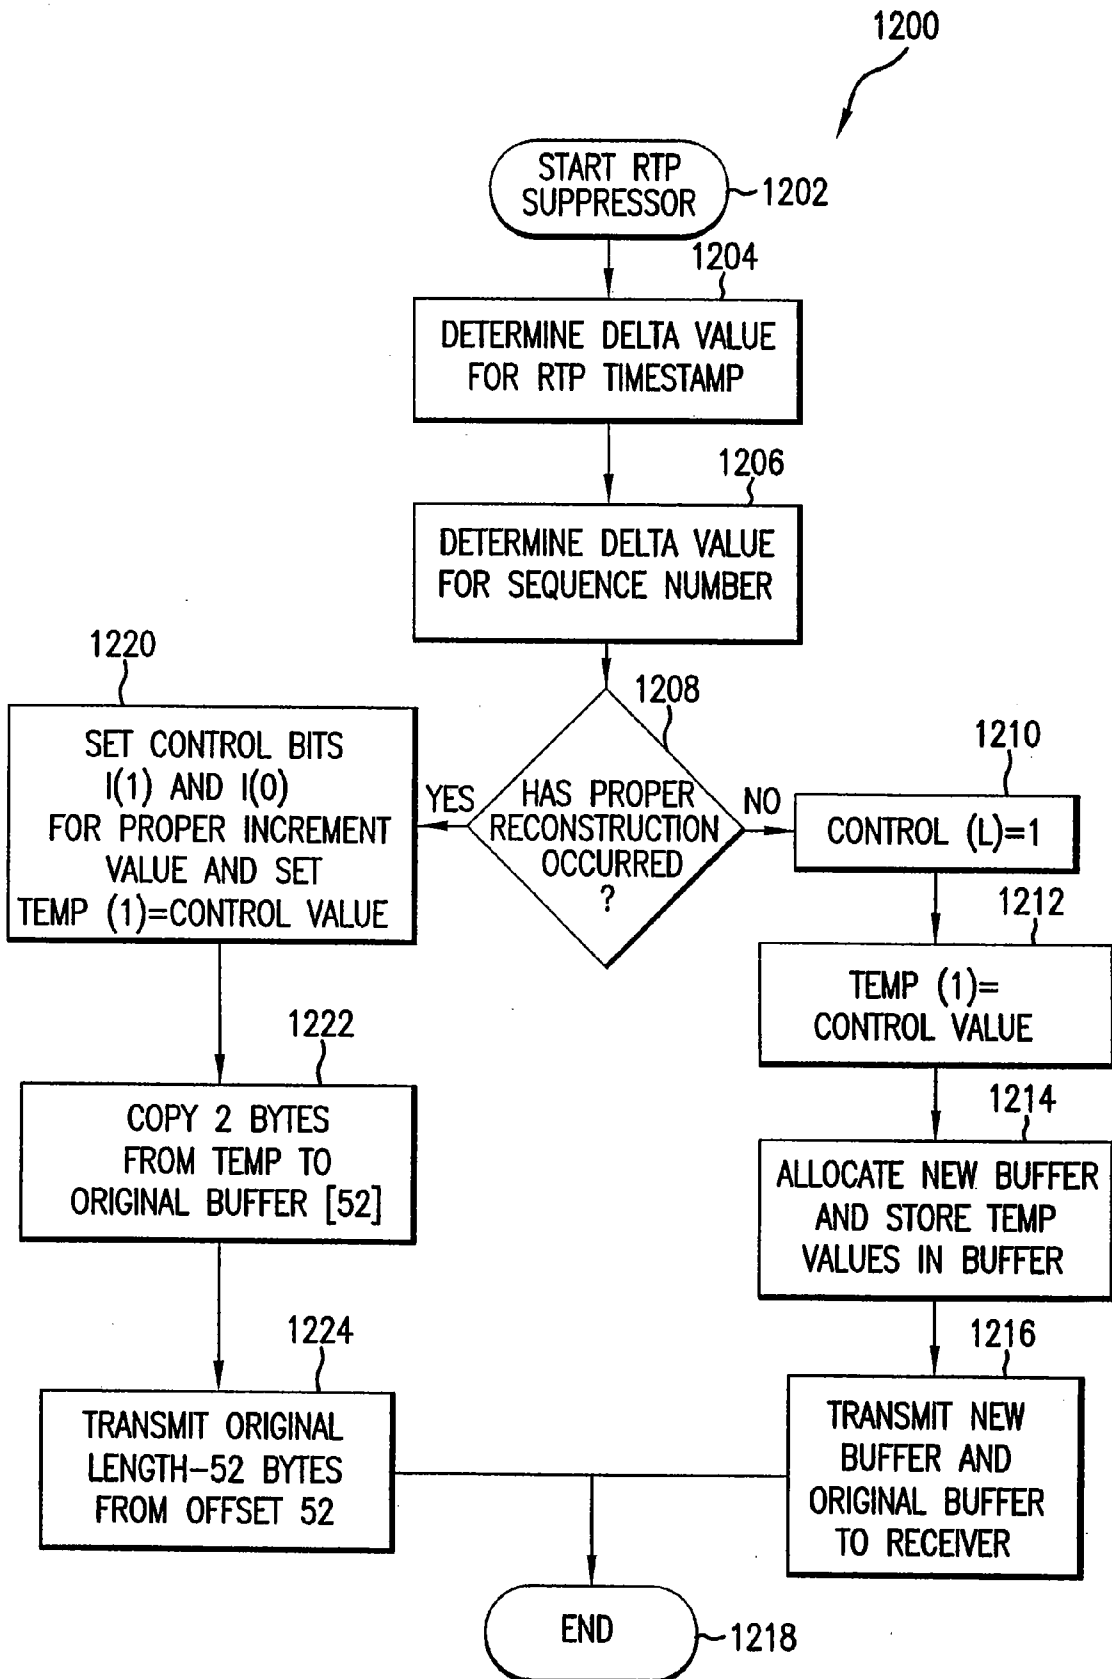 1200
START RTP
SUPPRESSOR
1202
1204
DETERMINE DELTA VALUE
FOR RTP TIMESTAMP
1206
DETERMINE DELTA VALUE
FOR SEQUENCE NUMBER
1208
HAS PROPER
RECONSTRUCTION
OCCURRED
?
YES
NO
1220
SET CONTROL BITS
I(1) AND I(0)
FOR PROPER INCREMENT
VALUE AND SET
TEMP (1)=CONTROL VALUE
1222
COPY 2 BYTES
FROM TEMP TO
ORIGINAL BUFFER [52]
1224
TRANSMIT ORIGINAL
LENGTH-52 BYTES
FROM OFFSET 52
1210
CONTROL (L)=1
1212
TEMP (1)=
CONTROL VALUE
1214
ALLOCATE NEW BUFFER
AND STORE TEMP
VALUES IN BUFFER
1216
TRANSMIT NEW
BUFFER AND
ORIGINAL BUFFER
TO RECEIVER
END
1218